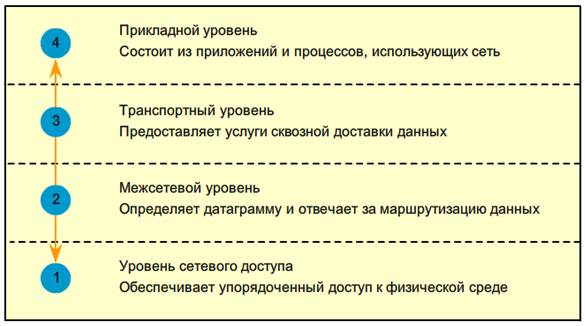 4
Прикладной уровень
Состоит из приложений и процессов, использующих сеть
3
Транспортный уровень
Предоставляет услуги сквозной доставки данных
2
Межсетевой уровень
Определяет датаграмму и отвечает за маршрутизацию данных
1
Уровень сетевого доступа
Обеспечивает упорядоченный доступ к физической среде